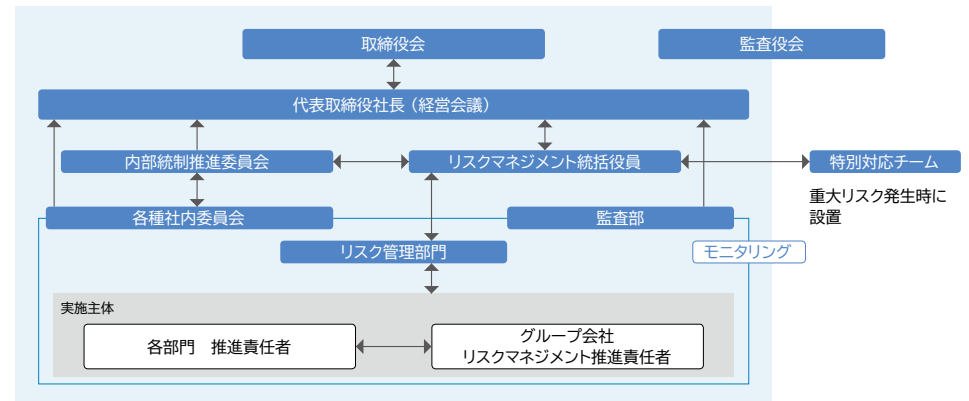 取締役会
監査役会
代表取締役社長（経営会議）
内部統制推進委員会
リスクマネジメント統括役員
特別対応チーム
重大リスク発生時に
設置
各種社内委員会
監査部
リスク管理部門
モニタリング
実施主体
各部門　推進責任者
グループ会社
リスクマネジメント推進責任者